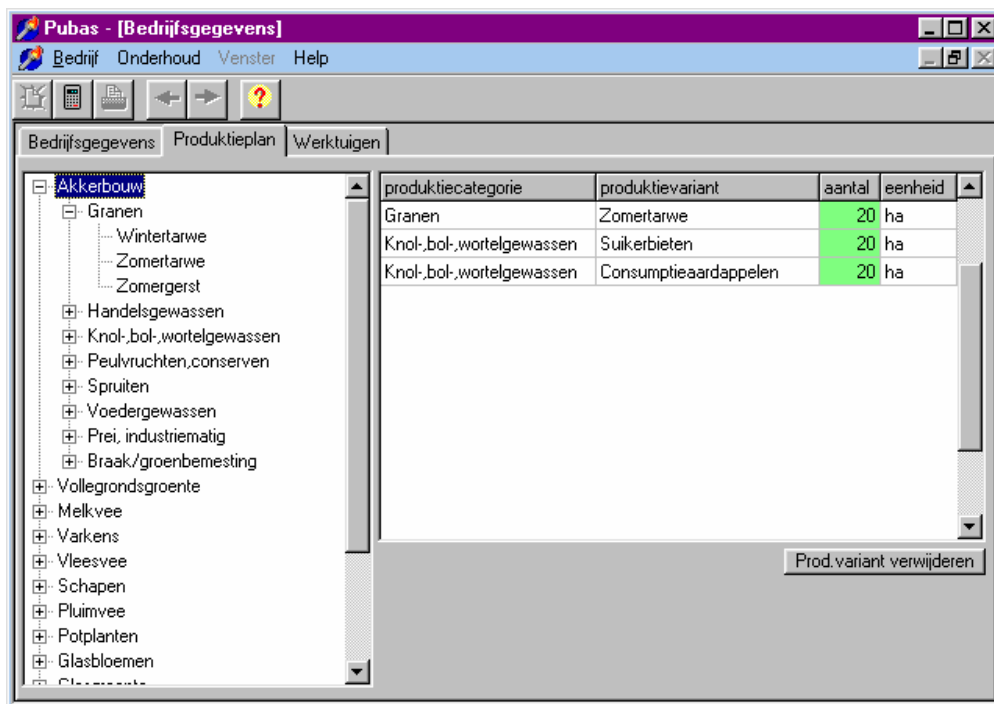 Pubas - [Bedrijfsgegevens]
Bedrijf Onderhoud Venster Help
Bedrijfsgegevens Produktieplan Werktuigen
Akkerbouw
Granen
Wintertarwe
Zomertarwe
Zomergerst
Handelsgewassen
Knol-,bol-,wortelgewassen
Peulvruchten,conserven
Spruiten
Voedergewassen
Prei, industriematig
Braak/groenbemesting
Vollegrondsgroente
Melkvee
Varkens
Vleesvee
Schapen
Pluimvee
Potplanten
Glasbloemen
produktiecategorie produktievariant aantal eenheid
Granen Zomertarwe 20 ha
Knol-,bol-,wortelgewassen Suikerbieten 20 ha
Knol-,bol-,wortelgewassen Consumptieaardappelen 20 ha
Prod.variant verwijderen